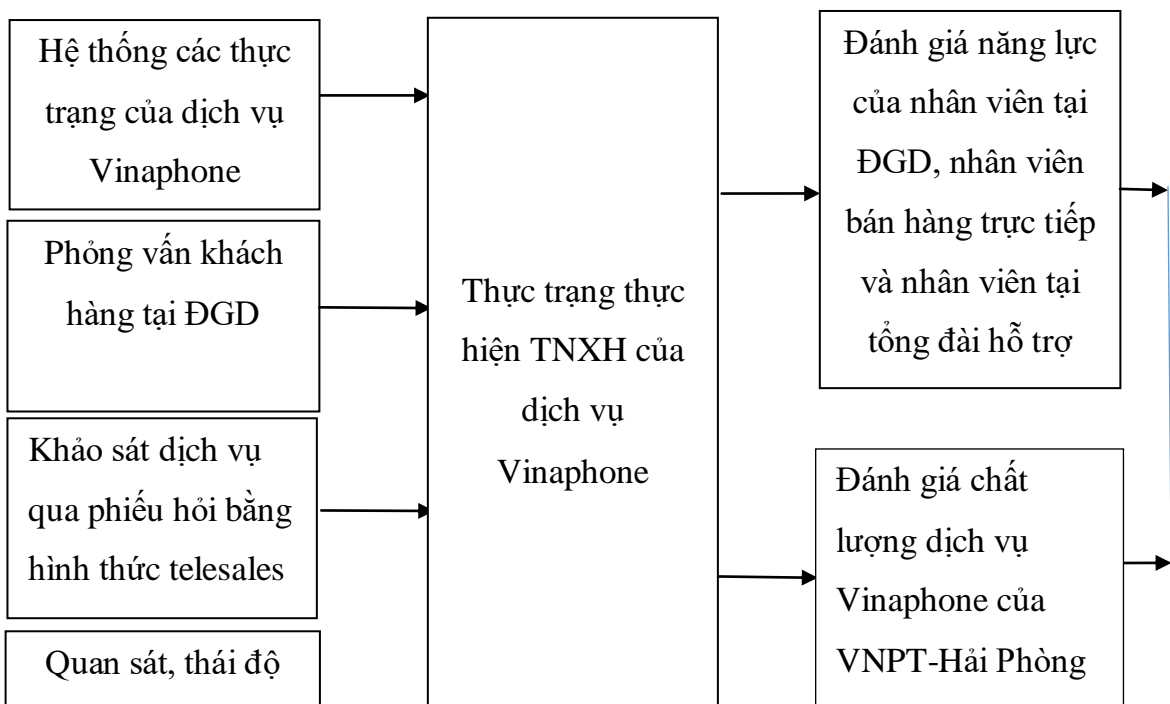 Hệ thống các thực
trạng của dịch vụ
Vinaphone
Phỏng vấn khách
hàng tại ĐGD
Khảo sát dịch vụ
qua phiếu hỏi bằng
hình thức telesales
Quan sát, thái độ
Thực trạng thực
hiện TNXH của
dịch vụ
Vinaphone
Đánh giá năng lực
của nhân viên tại
ĐGD, nhân viên
bán hàng trực tiếp
và nhân viên tại
tổng đài hỗ trợ
Đánh giá chất
lượng dịch vụ
Vinaphone của
VNPT-Hải Phòng